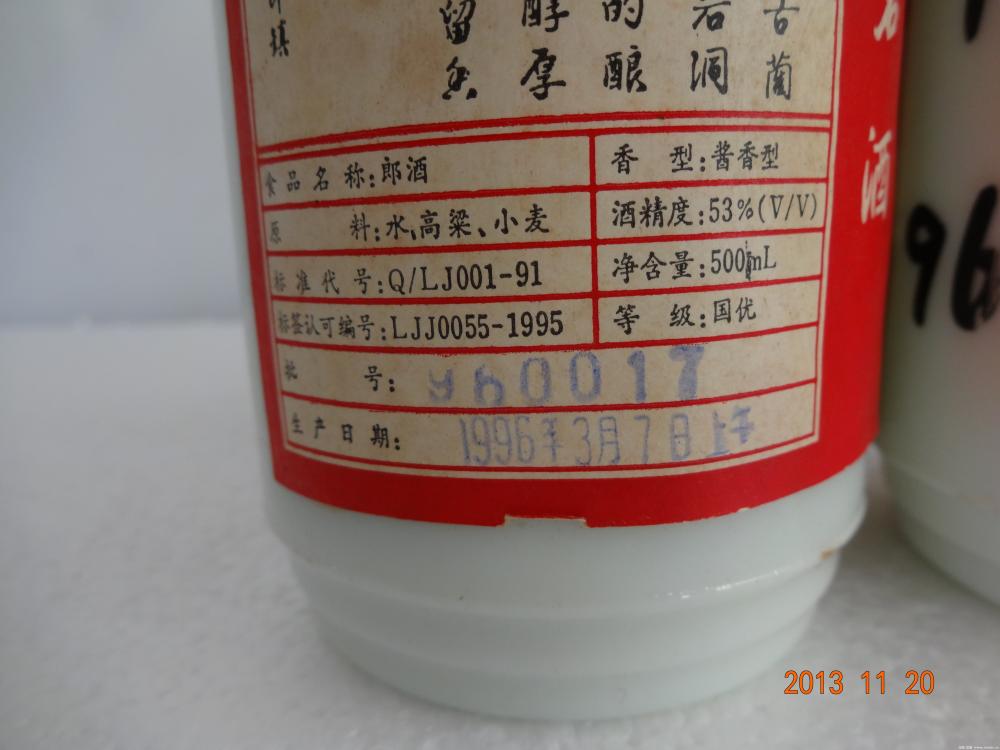 镇
古蔺
岩洞
的酿
醇厚
留香
食品名称:郎酒
香型:酱香型
原料:水、高粱、小麦
酒精度:53%(V/V)
标准代号:Q/LJ001-91
净含量:500mL
标签认可编号:LJJ0055-1995
等级:国优
批号:960017
生产日期:1996年3月7日上午
酒
96
2013 11 20